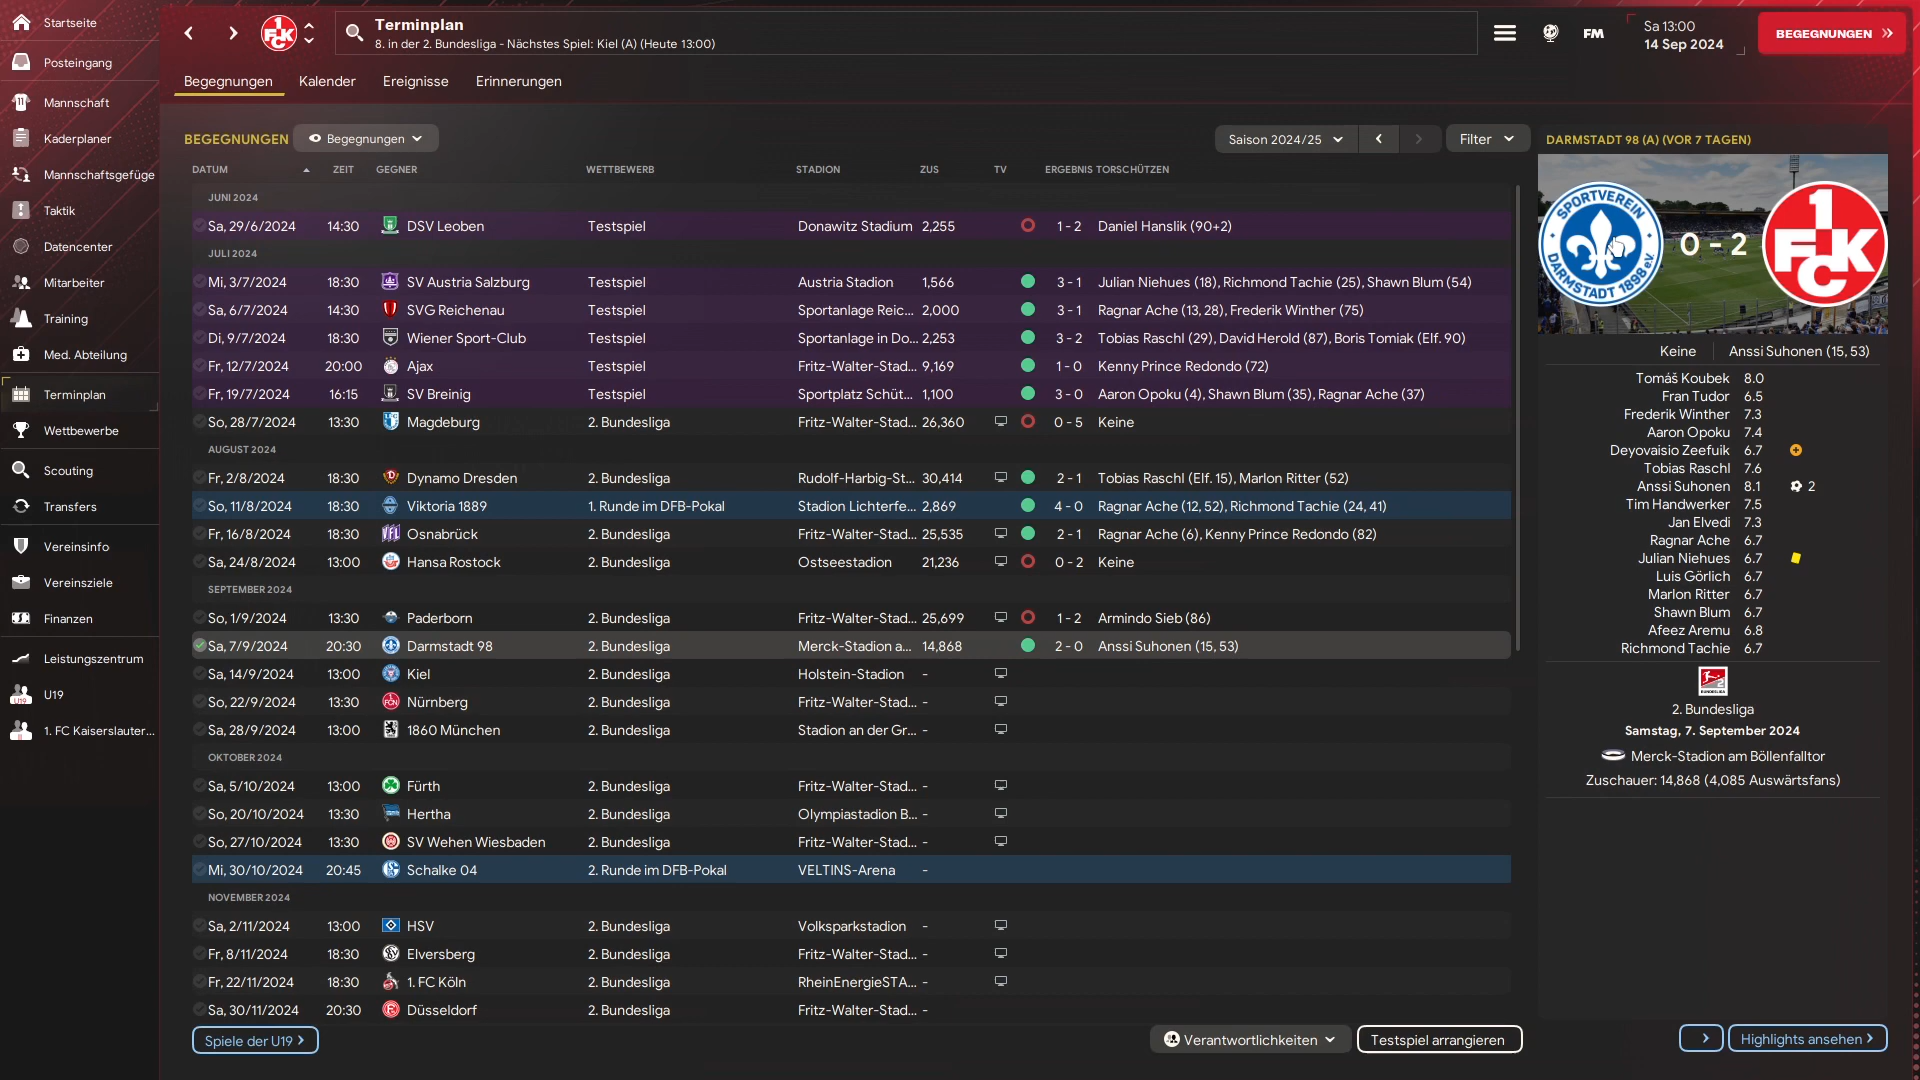 Startseite
Posteingang
Mannschaft
Kaderplaner
Mannschaftsgefüge
Taktik
Datencenter
Mitarbeiter
Training
Med. Abteilung
Terminplan
Wettbewerbe
Scouting
Transfers
Vereinsinfo
Vereinsziele
Finanzen
Leistungszentrum
U19
1. FC Kaiserslauter...
Terminplan
8. in der 2. Bundesliga - Nächstes Spiel: Kiel (A) (Heute 13:00)
FM
Sa 13:00
14 Sep 2024
BEGEGNUNGEN
Begegnungen Kalender Ereignisse Erinnerungen
BEGEGNUNGEN Begegnungen Saison 2024/25 Filter
DATUM ZEIT GEGNER WETTBEWERB STADION ZUS TV ERGEBNIS TORSCHÜTZEN
JUNI 2024
Sa, 29/6/2024 14:30 DSV Leoben Testspiel Donawitz Stadium 2,255 1 - 2 Daniel Hanslik (90+2)
JULI 2024
Mi, 3/7/2024 18:30 SV Austria Salzburg Testspiel Austria Stadion 1,566 3 - 1 Julian Niehues (18), Richmond Tachie (25), Shawn Blum (54)
Sa, 6/7/2024 14:30 SVG Reichenau Testspiel Sportanlage Reic... 2,000 3 - 1 Ragnar Ache (13, 28), Frederik Winther (75)
Di, 9/7/2024 18:30 Wiener Sport-Club Testspiel Sportanlage in Do... 2,253 3 - 2 Tobias Raschl (29), David Herold (87), Boris Tomiak (Elf. 90)
Fr, 12/7/2024 20:00 Ajax Testspiel Fritz-Walter-Stad... 9,169 1 - 0 Kenny Prince Redondo (72)
Fr, 19/7/2024 16:15 SV Breinig Testspiel Sportplatz Schüt... 1,100 3 - 0 Aaron Opoku (4), Shawn Blum (35), Ragnar Ache (37)
So, 28/7/2024 13:30 Magdeburg 2. Bundesliga Fritz-Walter-Stad... 26,360 0 - 5 Keine
AUGUST 2024
Fr, 2/8/2024 18:30 Dynamo Dresden 2. Bundesliga Rudolf-Harbig-St... 30,414 2 - 1 Tobias Raschl (Elf. 15), Marlon Ritter (52)
So, 11/8/2024 18:30 Viktoria 1889 1. Runde im DFB-Pokal Stadion Lichterfe... 2,869 4 - 0 Ragnar Ache (12, 52), Richmond Tachie (24, 41)
Fr, 16/8/2024 18:30 Osnabrück 2. Bundesliga Fritz-Walter-Stad... 25,535 2 - 1 Ragnar Ache (6), Kenny Prince Redondo (82)
Sa, 24/8/2024 13:00 Hansa Rostock 2. Bundesliga Ostseestadion 21,236 0 - 2 Keine
SEPTEMBER 2024
So, 1/9/2024 13:30 Paderborn 2. Bundesliga Fritz-Walter-Stad... 25,699 1 - 2 Armindo Sieb (86)
Sa, 7/9/2024 20:30 Darmstadt 98 2. Bundesliga Merck-Stadion a... 14,868 2 - 0 Anssi Suhonen (15, 53)
Sa, 14/9/2024 13:00 Kiel 2. Bundesliga Holstein-Stadion -
So, 22/9/2024 13:30 Nürnberg 2. Bundesliga Fritz-Walter-Stad... -
Sa, 28/9/2024 13:00 1860 München 2. Bundesliga Stadion an der Gr... -
OKTOBER 2024
Sa, 5/10/2024 13:00 Fürth 2. Bundesliga Fritz-Walter-Stad... -
So, 20/10/2024 13:30 Hertha 2. Bundesliga Olympiastadion B... -
So, 27/10/2024 13:30 SV Wehen Wiesbaden 2. Bundesliga Fritz-Walter-Stad... -
Mi, 30/10/2024 20:45 Schalke 04 2. Runde im DFB-Pokal VELTINS-Arena -
NOVEMBER 2024
Sa, 2/11/2024 13:00 HSV 2. Bundesliga Volksparkstadion -
Fr, 8/11/2024 18:30 Elversberg 2. Bundesliga Fritz-Walter-Stad... -
Fr, 22/11/2024 18:30 1. FC Köln 2. Bundesliga RheinEnergieSTA... -
Sa, 30/11/2024 20:30 Düsseldorf 2. Bundesliga Fritz-Walter-Stad... -
Spiele der U19
Verantwortlichkeiten
Testspiel arrangieren
DARMSTADT 98 (A) (VOR 7 TAGEN)
SPORTVEREIN
DARMSTADT 1898 e.V.
0 - 2
1 FCK
Keine Anssi Suhonen (15, 53)
Tomáš Koubek 8.0
Fran Tudor 6.5
Frederik Winther 7.3
Aaron Opoku 7.4
Deyovaisio Zeefuik 6.7
Tobias Raschl 7.6
Anssi Suhonen 8.1 2
Tim Handwerker 7.5
Jan Elvedi 7.3
Ragnar Ache 6.7
Julian Niehues 6.7
Luis Görlich 6.7
Marlon Ritter 6.7
Shawn Blum 6.7
Afeez Aremu 6.8
Richmond Tachie 6.7
2. Bundesliga
Samstag, 7. September 2024
Merck-Stadion am Böllenfalltor
Zuschauer: 14,868 (4,085 Auswärtsfans)
Highlights ansehen